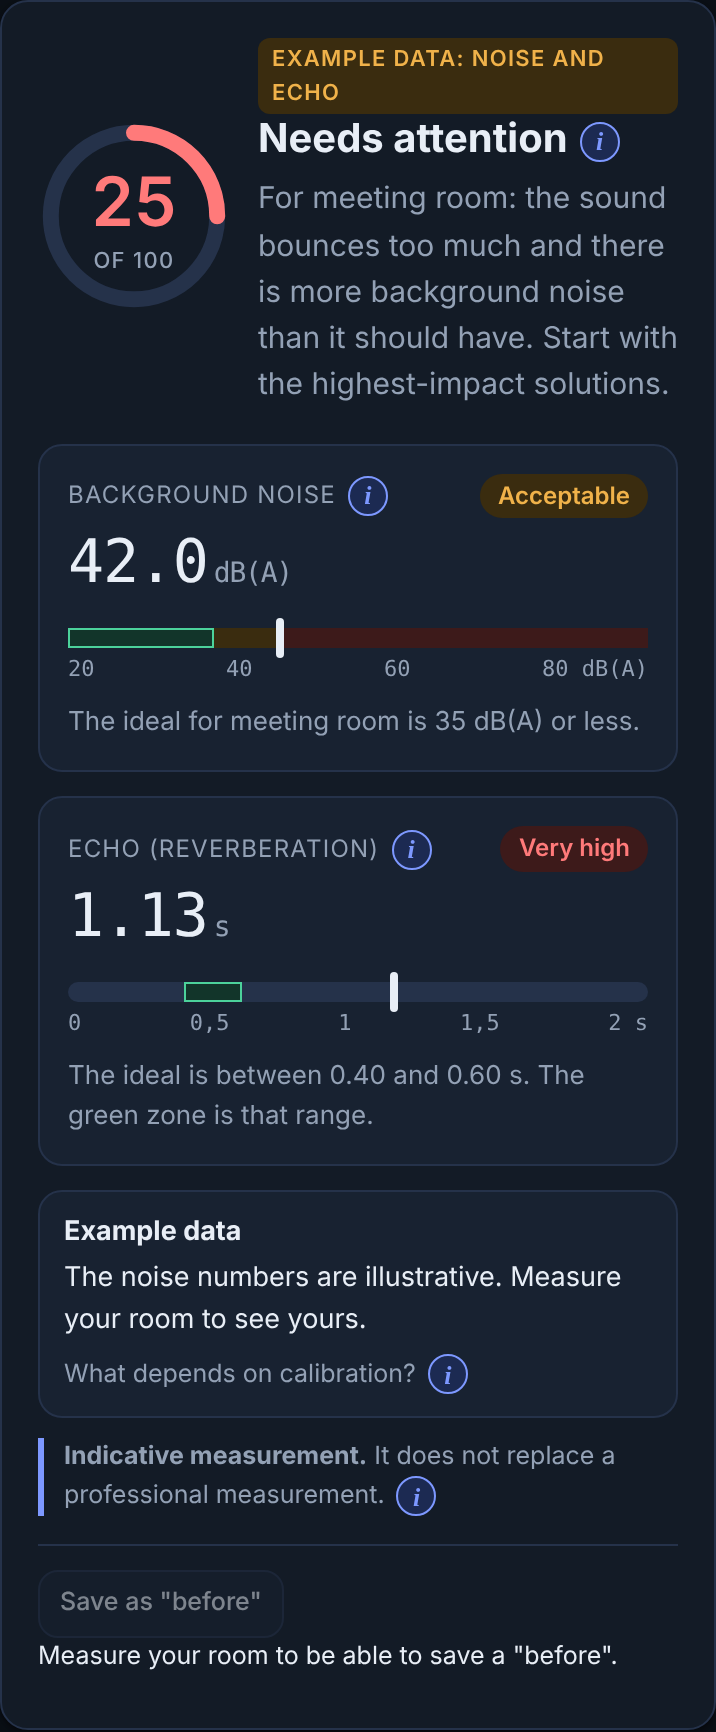 EXAMPLE DATA: NOISE AND
ECHO
Needs attention i
25
OF 100
For meeting room: the sound
bounces too much and there
is more background noise
than it should have. Start with
the highest-impact solutions.
BACKGROUND NOISE i Acceptable
42.0 dB(A)
20 40 60 80 dB(A)
The ideal for meeting room is 35 dB(A) or less.
ECHO (REVERBERATION) i Very high
1.13 s
0 0,5 1 1,5 2 s
The ideal is between 0.40 and 0.60 s. The
green zone is that range.
Example data
The noise numbers are illustrative. Measure
your room to see yours.
What depends on calibration? i
Indicative measurement. It does not replace a
professional measurement. i
Save as "before"
Measure your room to be able to save a "before".